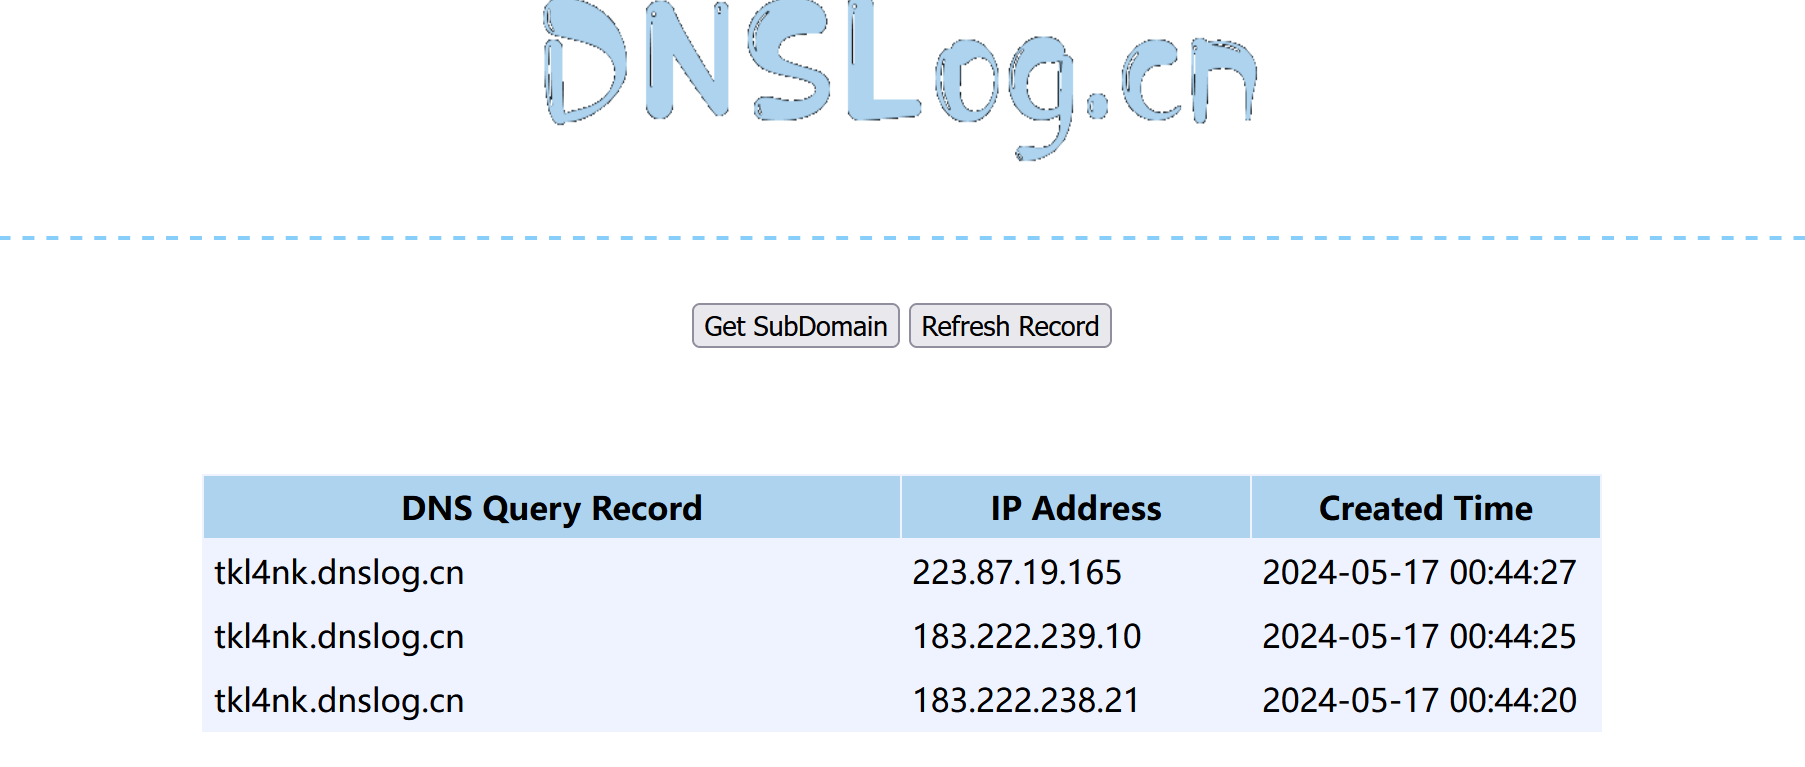 DNSLog.cn
Get SubDomain Refresh Record
DNS Query Record IP Address Created Time
tkl4nk.dnslog.cn 223.87.19.165 2024-05-17 00:44:27
tkl4nk.dnslog.cn 183.222.239.10 2024-05-17 00:44:25
tkl4nk.dnslog.cn 183.222.238.21 2024-05-17 00:44:20